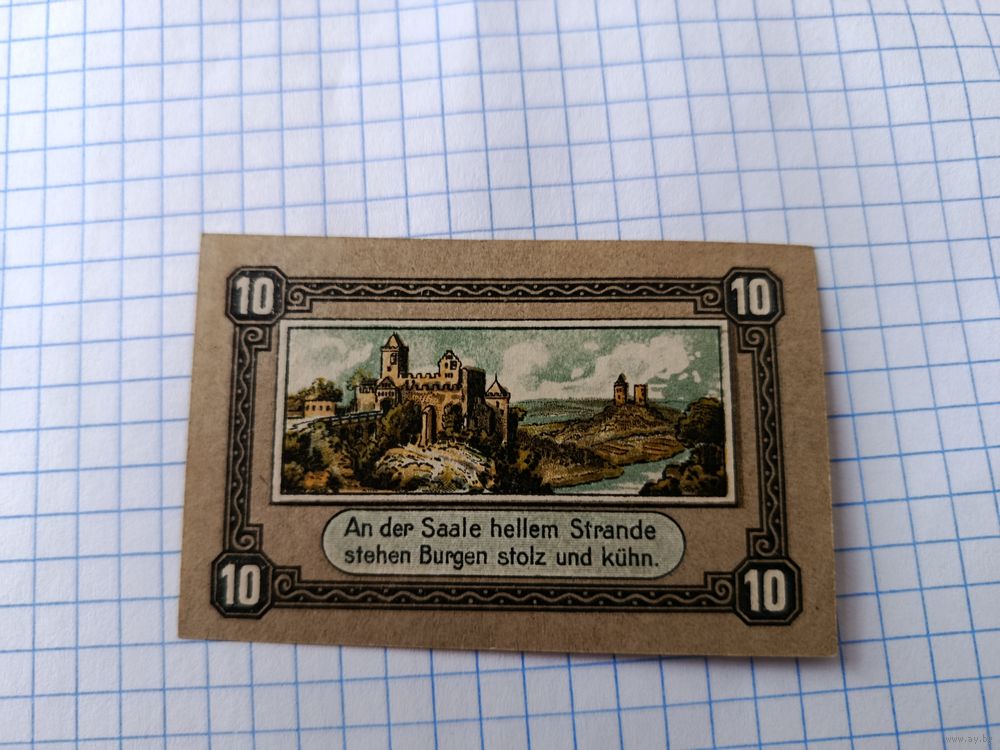 10 10
An der Saale hellem Strande
stehen Burgen stolz und kühn.
10 10
www.ay.by